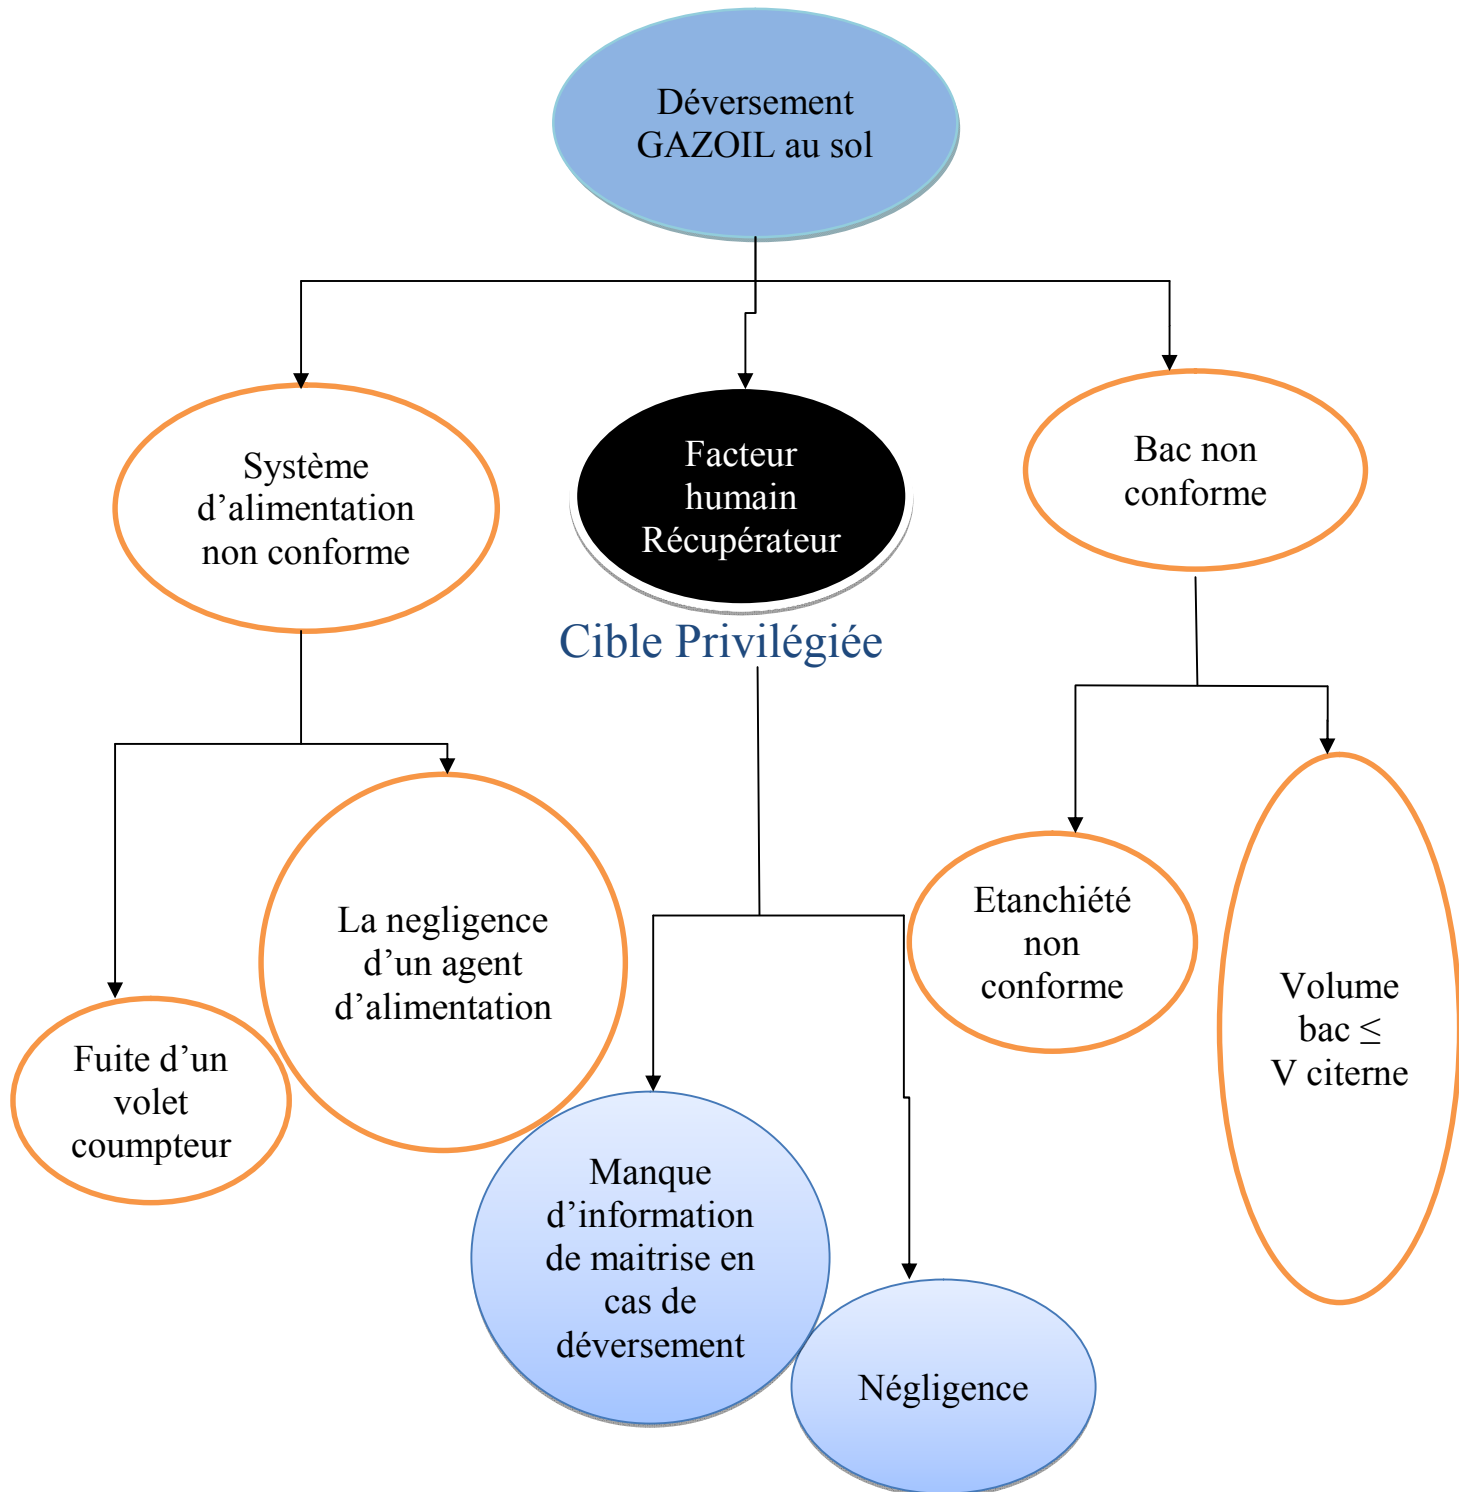 Déversement
GAZOIL au sol
Système
d’alimentation
non conforme
Facteur
humain
Récupérateur
Bac non
conforme
Cible Privilégiée
Fuite d’un
volet
coumpteur
La negligence
d’un agent
d’alimentation
Manque
d’information
de maitrise en
cas de
déversement
Négligence
Etanchiété
non
conforme
Volume
bac ≤
V citerne